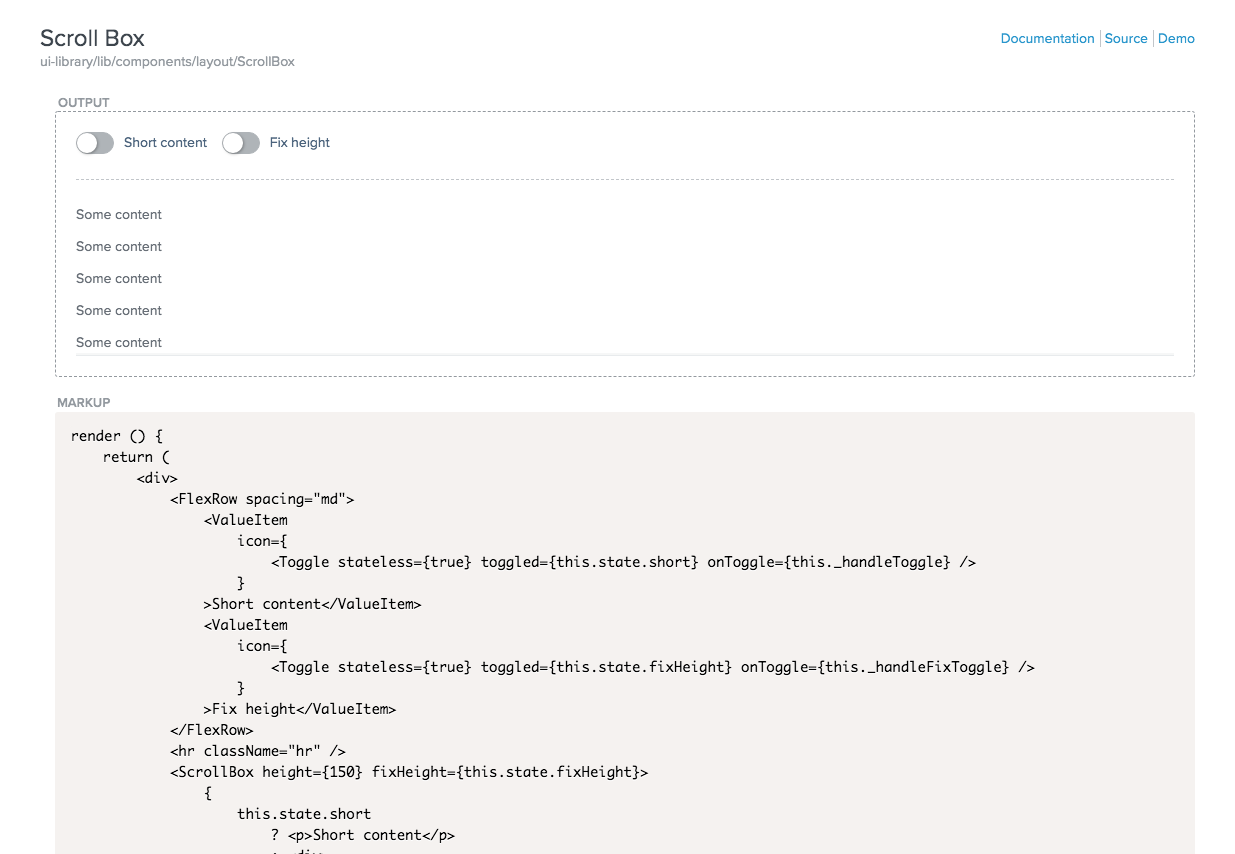 Scroll Box
Documentation Source Demo
ui-library/lib/components/layout/ScrollBox
OUTPUT
Short content Fix height
Some content
Some content
Some content
Some content
Some content
MARKUP
render () {
    return (
        <div>
            <FlexRow spacing="md">
                <ValueItem
                    icon={
                        <Toggle stateless={true} toggled={this.state.short} onToggle={this._handleToggle} />
                    }
                >Short content</ValueItem>
                <ValueItem
                    icon={
                        <Toggle stateless={true} toggled={this.state.fixHeight} onToggle={this._handleFixToggle} />
                    }
                >Fix height</ValueItem>
            </FlexRow>
            <hr className="hr" />
            <ScrollBox height={150} fixHeight={this.state.fixHeight}>
                {
                    this.state.short
                        ? <p>Short content</p>